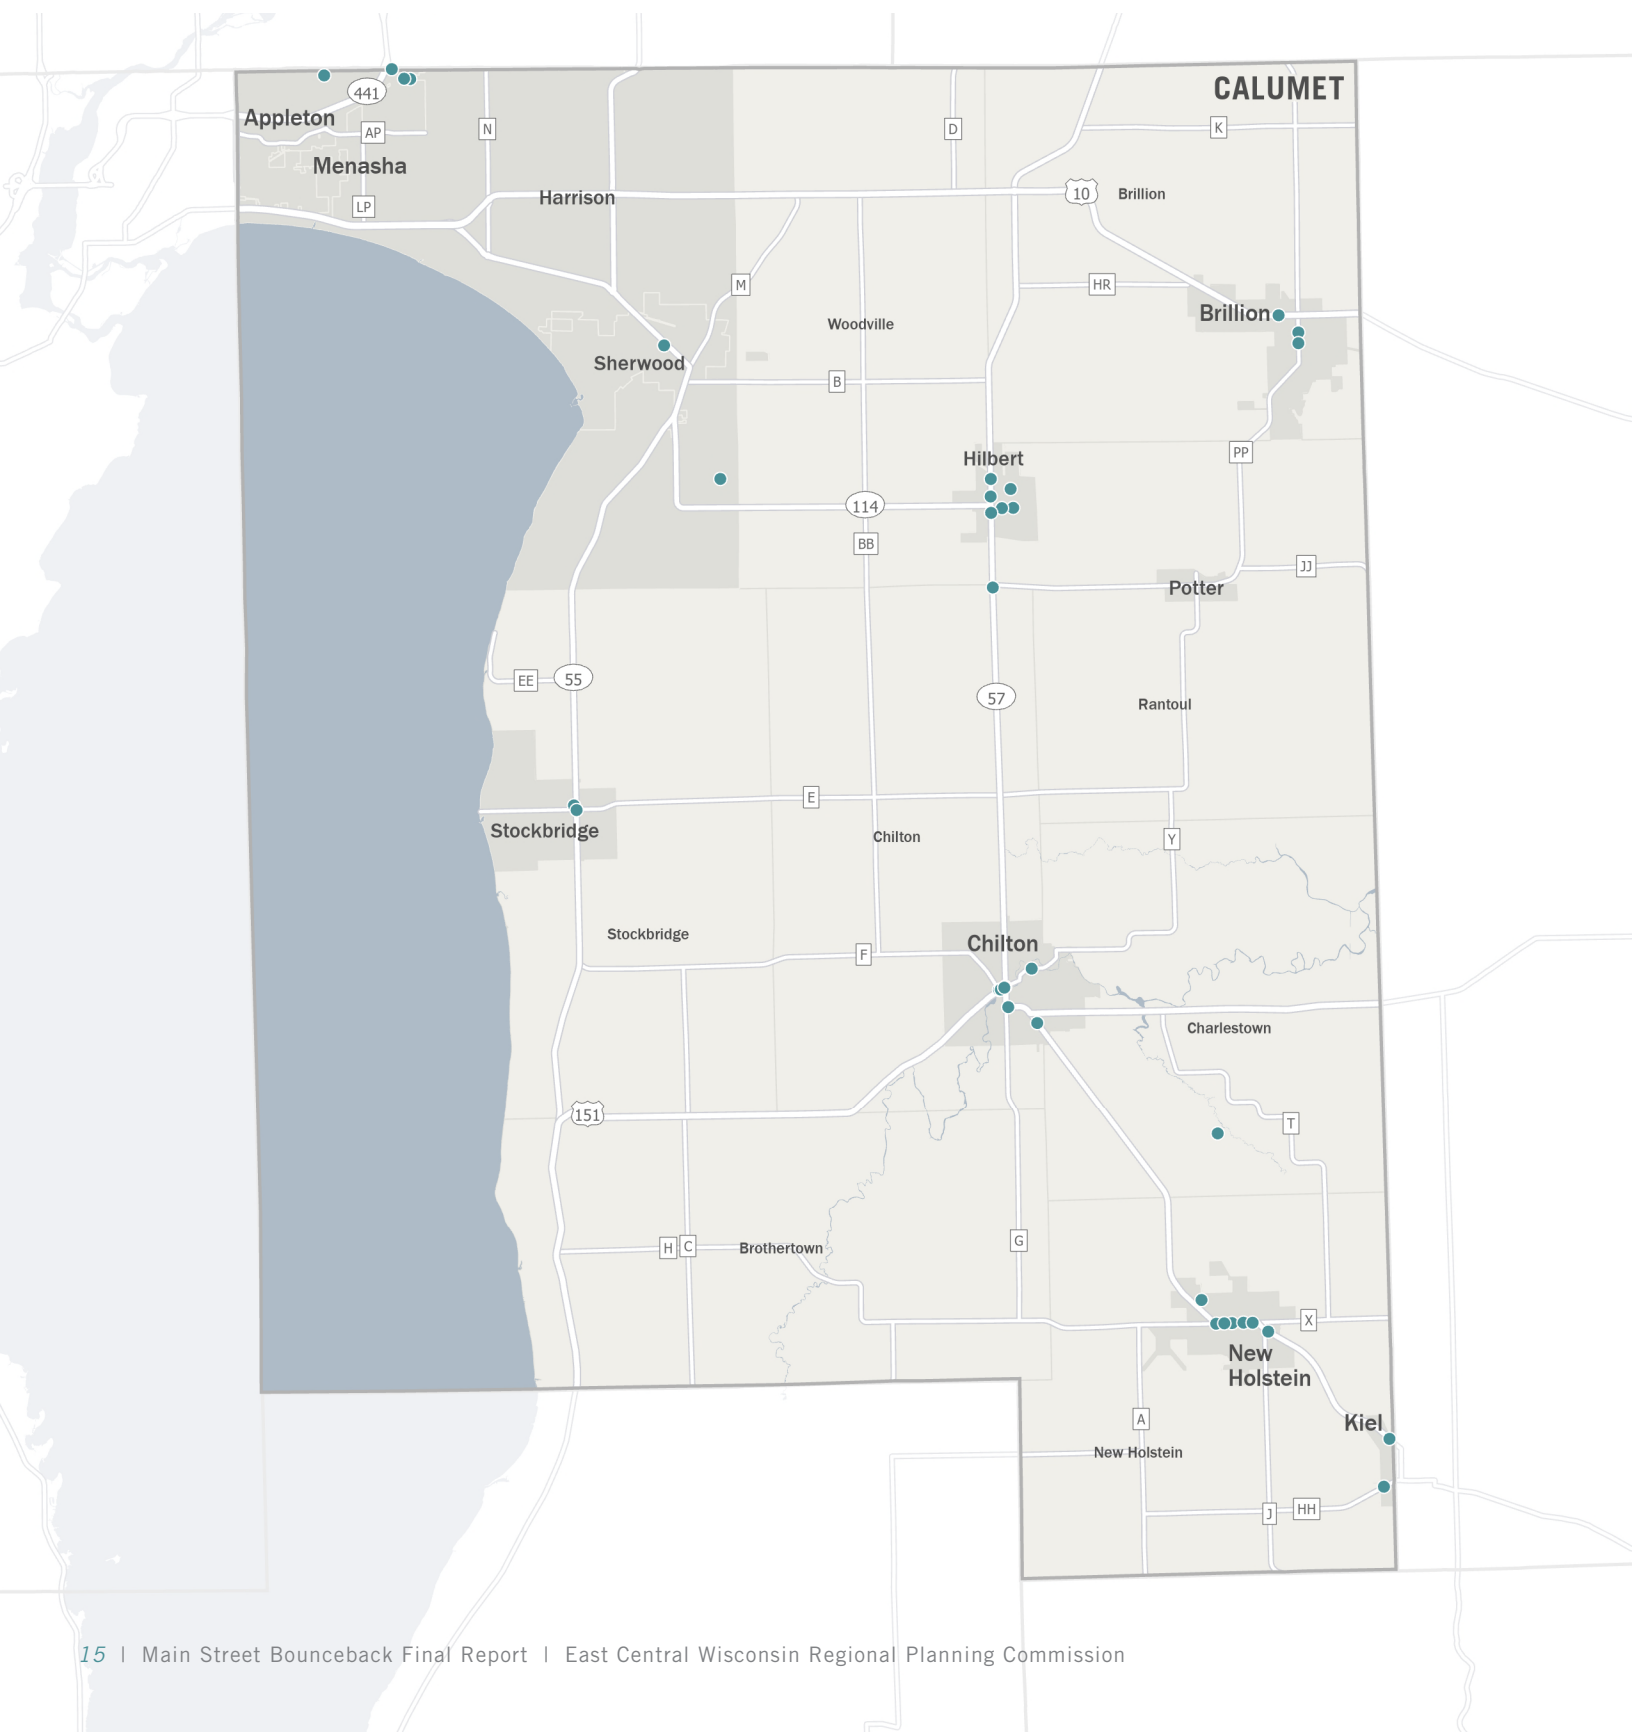 CALUMET
441
Appleton
AP
N
D
K
Menasha
LP
Harrison
10
Brillion
M
HR
Woodville
Brillion
Sherwood
B
Hilbert
PP
114
BB
JJ
Potter
EE
55
57
Rantoul
E
Stockbridge
Chilton
Y
Stockbridge
F
Chilton
Charlestown
151
T
H
C
Brothertown
G
X
New
Holstein
A
Kiel
New Holstein
J
HH
15 | Main Street Bounceback Final Report | East Central Wisconsin Regional Planning Commission